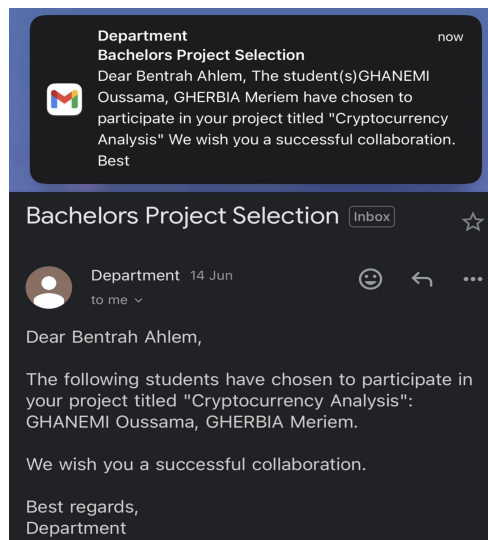 Department now
Bachelors Project Selection
Dear Bentrah Ahlem, The student(s)GHANEMI
Oussama, GHERBIA Meriem have chosen to
participate in your project titled "Cryptocurrency
Analysis" We wish you a successful collaboration.
Best
Bachelors Project Selection Inbox
Department 14 Jun
to me
Dear Bentrah Ahlem,
The following students have chosen to participate in
your project titled "Cryptocurrency Analysis":
GHANEMI Oussama, GHERBIA Meriem.
We wish you a successful collaboration.
Best regards,
Department